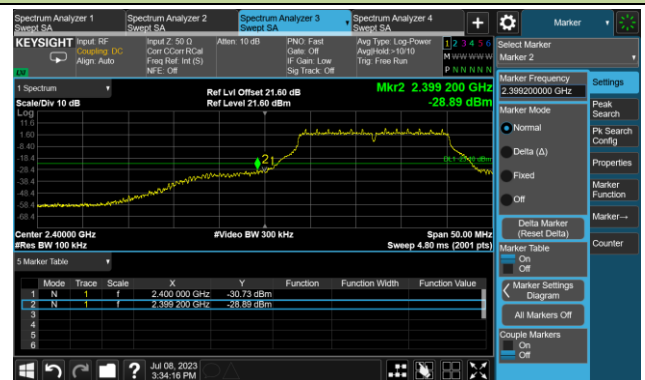 Spectrum Analyzer 1
Swept SA
Spectrum Analyzer 2
Swept SA
Spectrum Analyzer 3
Swept SA
Spectrum Analyzer 4
Swept SA
+
Marker
KEYSIGHT
Input: RF
Coupling: DC
Align: Auto
Input Z: 50 Ω
Corr CCorr RCal
Freq Ref: Int (S)
NFE: Off
Atten: 10 dB
PNO: Fast
Gate: Off
IF Gain: Low
Sig Track: Off
Avg Type: Log-Power
Avg|Hold:>10/10
Trig: Free Run
1 2 3 4 5 6
M W W W W W
P N N N N N
Select Marker
Marker 2
LXI
1 Spectrum
Scale/Div 10 dB
Log
Ref Lvl Offset 21.60 dB
Ref Level 21.60 dBm
Mkr2 2.399 200 GHz
-28.89 dBm
11.6
1.60
-8.40
-18.4
-28.4
-38.4
-48.4
-58.4
-68.4
2
1
Center 2.40000 GHz
#Res BW 100 kHz
#Video BW 300 kHz
Span 50.00 MHz
Sweep 4.80 ms (2001 pts)
5 Marker Table
Mode Trace Scale X Y Function Function Width Function Value
1 N 1 f 2.400 000 GHz -30.73 dBm
2 N 1 f 2.399 200 GHz -28.89 dBm
3
4
5
6
Marker Frequency
2.399200000 GHz
Marker Mode
Normal
Delta (Δ)
Fixed
Off
Delta Marker
(Reset Delta)
Marker Table
On
Off
Marker Settings
Diagram
All Markers Off
Couple Markers
On
Off
Settings
Peak
Search
Pk Search
Config
Properties
Marker
Function
Marker→
Counter
?
Jul 08, 2023
3:34:16 PM